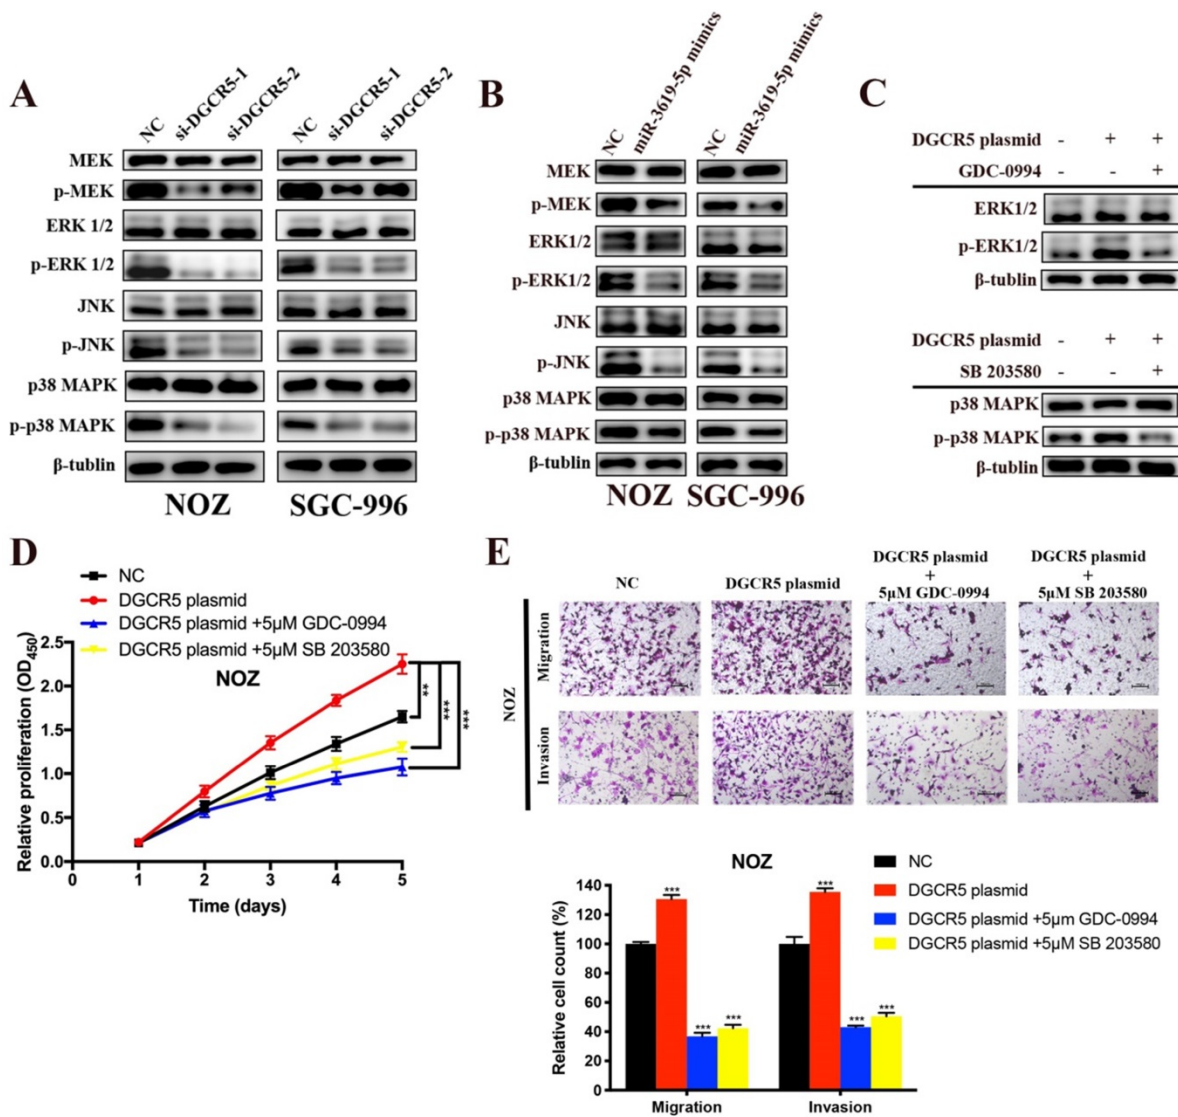 A
NC
si-DGCR5-1
si-DGCR5-2
NC
si-DGCR5-1
si-DGCR5-2
MEK
p-MEK
ERK 1/2
p-ERK 1/2
JNK
p-JNK
p38 MAPK
p-p38 MAPK
β-tublin
NOZ
SGC-996
B
NC
miR-3619-5p mimics
NC
miR-3619-5p mimics
MEK
p-MEK
ERK1/2
p-ERK1/2
JNK
p-JNK
p38 MAPK
p-p38 MAPK
β-tublin
NOZ SGC-996
C
DGCR5 plasmid - + +
GDC-0994 - - +
ERK1/2
p-ERK1/2
β-tublin
DGCR5 plasmid - + +
SB 203580 - - +
p38 MAPK
p-p38 MAPK
β-tublin
D
NC
DGCR5 plasmid
DGCR5 plasmid +5μM GDC-0994
DGCR5 plasmid +5μM SB 203580
NOZ
Relative proliferation (OD450)
2.5
2.0
1.5
1.0
0.5
0.0
0 1 2 3 4 5
Time (days)
**
***
***
E
NC
DGCR5 plasmid
DGCR5 plasmid
+
5μM GDC-0994
DGCR5 plasmid
+
5μM SB 203580
NOZ
Migration
Invasion
NOZ
NC
DGCR5 plasmid
DGCR5 plasmid +5μm GDC-0994
DGCR5 plasmid +5μM SB 203580
Relative cell count (%)
140
120
100
80
60
40
20
0
***
***
***
***
***
***
Migration
Invasion